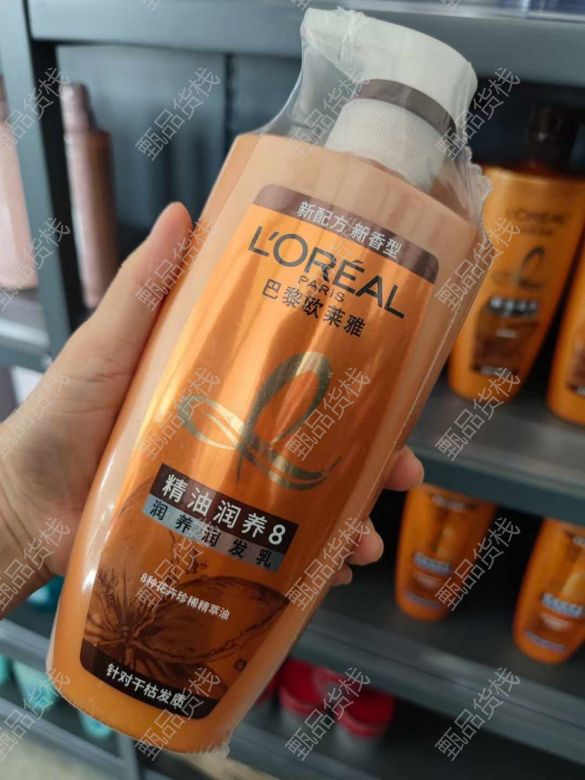 新配方/新香型
L'ORÉAL
PARIS
巴黎欧莱雅
精油润养8
润养润发乳
8种花卉珍稀精萃油
针对干枯发质
甄品货栈